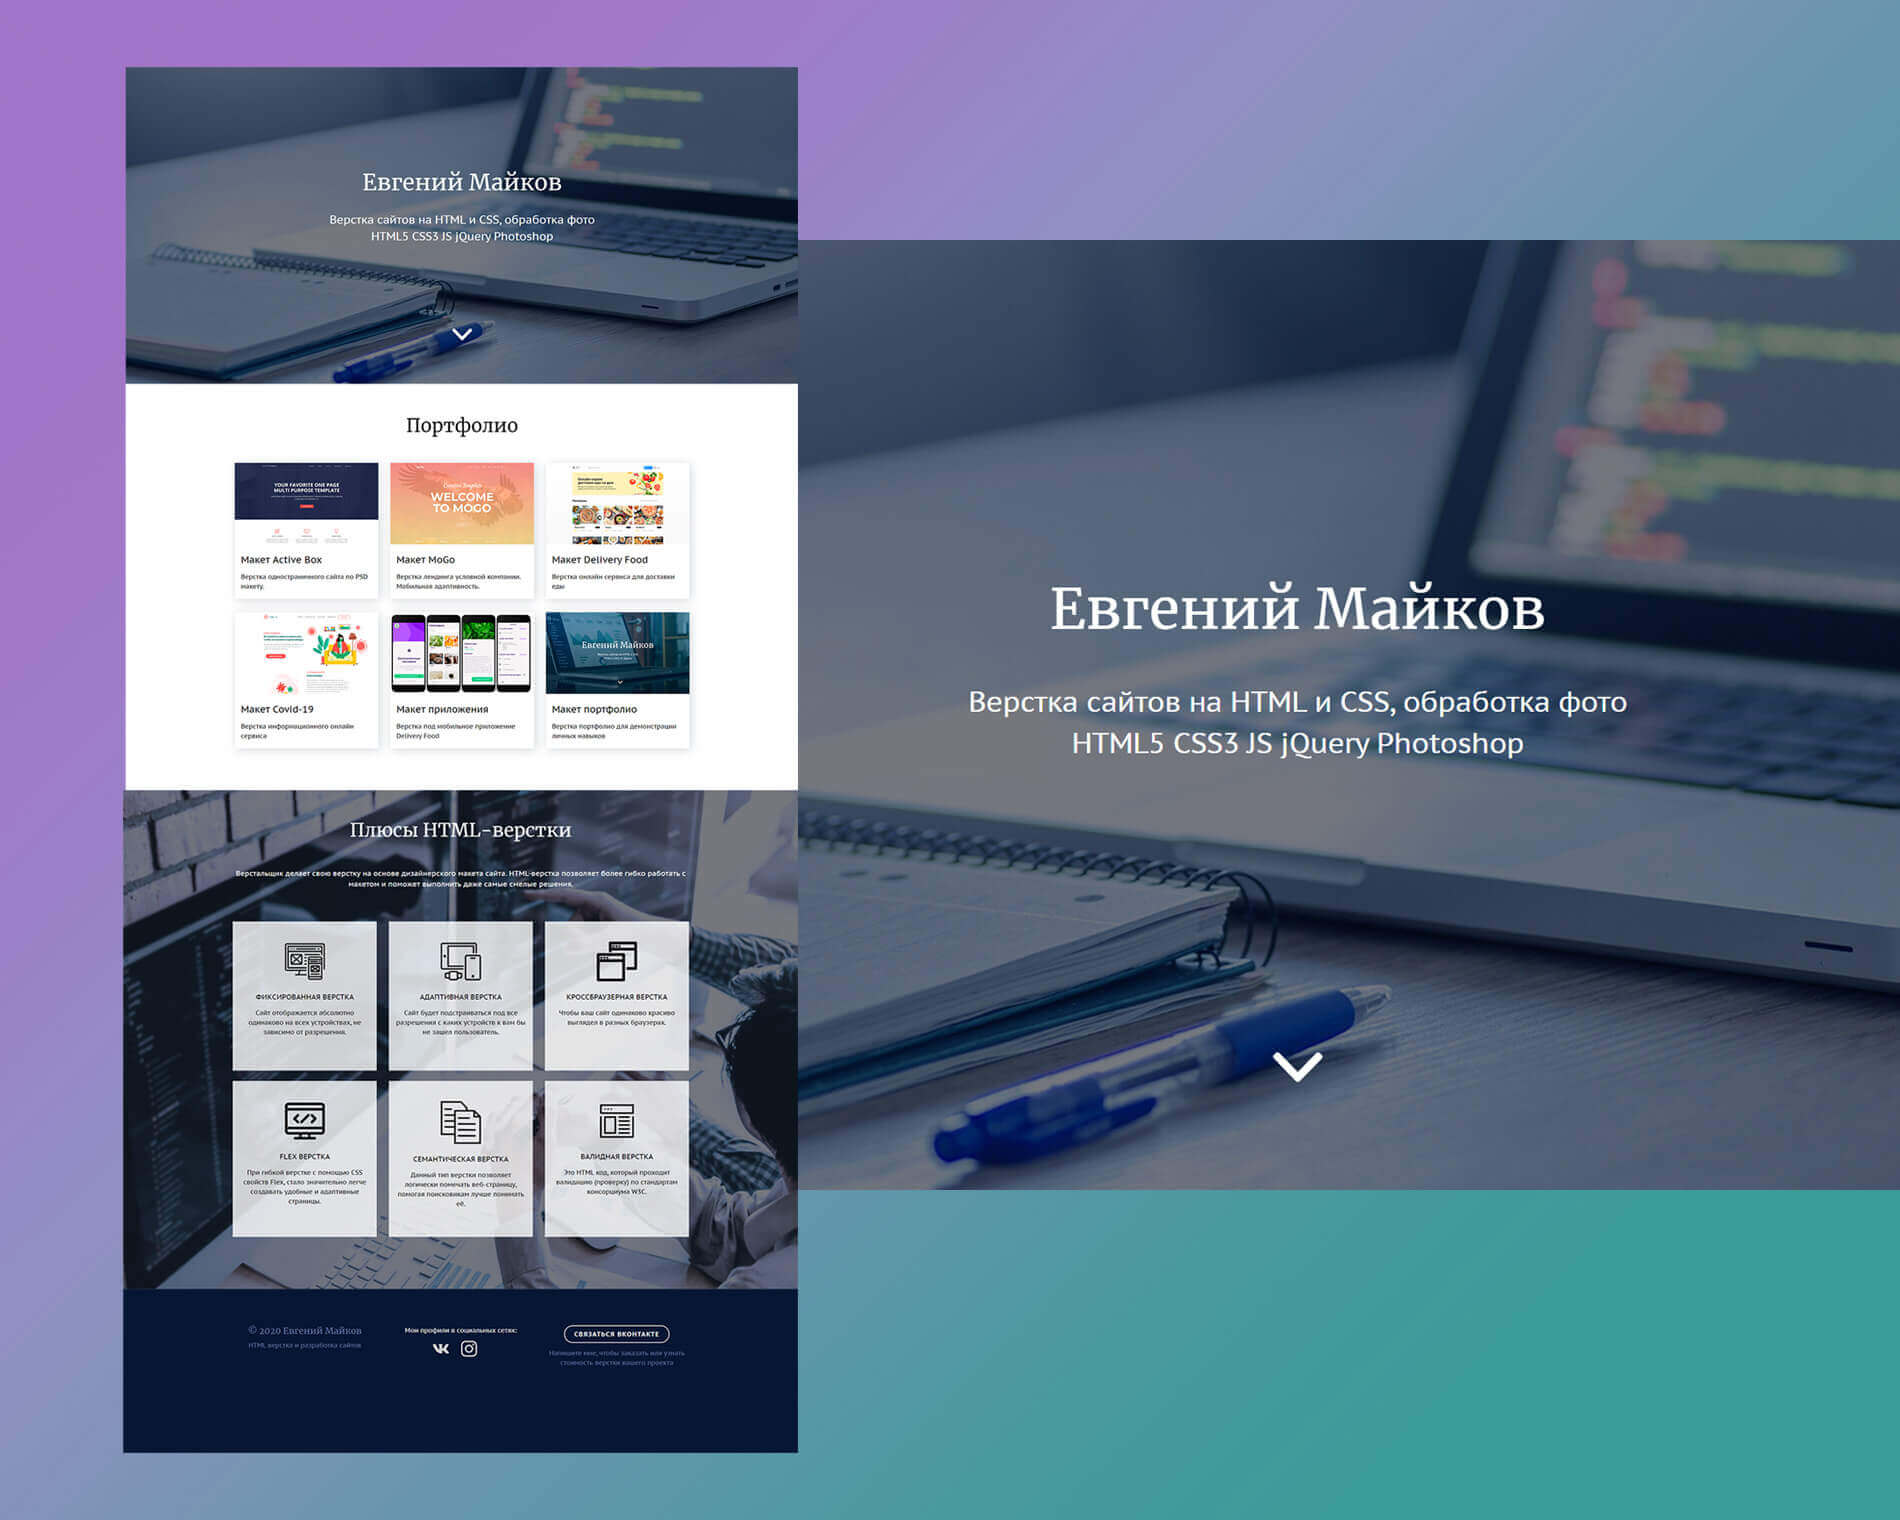 Евгений Майков
Верстка сайтов на HTML и CSS, обработка фото
HTML5 CSS3 JS jQuery Photoshop
Портфолио
YOUR FAVORITE ONE PAGE
MULTI PURPOSE TEMPLATE
WELCOME
TO MOGO
Макет Active Box
Верстка одностраничного сайта по PSD
макету.
Макет MoGo
Верстка лендинга условной компании.
Мобильная адаптивность.
Макет Delivery Food
Верстка онлайн сервиса для доставки
еды
Евгений Майков
Макет Covid-19
Верстка информационного онлайн
сервиса
Макет приложения
Верстка под мобильное приложение
Delivery Food
Макет портфолио
Верстка портфолио для демонстрации
личных навыков
Плюсы HTML-верстки
Верстальщик делает свою верстку на основе дизайнерского макета сайта. HTML-верстка позволяет более гибко работать с
макетом и поможет выполнить даже самые смелые решения.
ФИКСИРОВАННАЯ ВЕРСТКА
Сайт отображается абсолютно
одинаково на всех устройствах, не
зависимо от разрешения.
АДАПТИВНАЯ ВЕРСТКА
Сайт будет подстраиваться под все
разрешения с каких устройств к вам бы
не зашел пользователь.
КРОССБРАУЗЕРНАЯ ВЕРСТКА
Чтобы ваш сайт одинаково красиво
выглядел в разных браузерах.
FLEX ВЕРСТКА
При гибкой верстке с помощью CSS
свойств Flex, стало значительно легче
создавать удобные и адаптивные
страницы.
СЕМАНТИЧЕСКАЯ ВЕРСТКА
Данный тип верстки позволяет
логически помечать веб-страницу,
помогая поисковикам лучше понимать
её.
ВАЛИДНАЯ ВЕРСТКА
Это HTML код, который проходит
валидацию (проверку) по стандартам
консорциума W3C.
© 2020 Евгений Майков
HTML верстка и разработка сайтов
Мои профили в социальных сетях:
СВЯЗАТЬСЯ ВКОНТАКТЕ
Напишите мне, чтобы заказать или узнать
стоимость верстки вашего проекта
Евгений Майков
Верстка сайтов на HTML и CSS, обработка фото
HTML5 CSS3 JS jQuery Photoshop